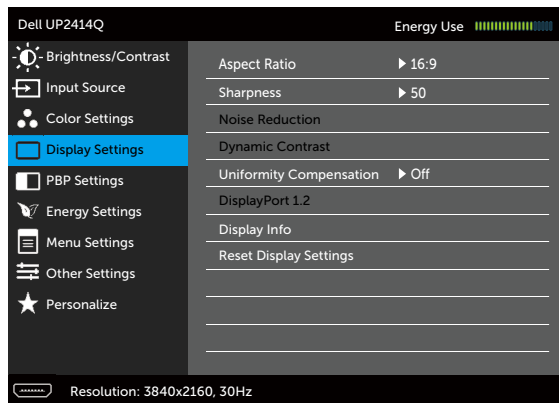 Dell UP2414Q
Energy Use
Brightness/Contrast
Input Source
Color Settings
Display Settings
PBP Settings
Energy Settings
Menu Settings
Other Settings
Personalize
Aspect Ratio 16:9
Sharpness 50
Noise Reduction
Dynamic Contrast
Uniformity Compensation Off
DisplayPort 1.2
Display Info
Reset Display Settings
Resolution: 3840x2160, 30Hz